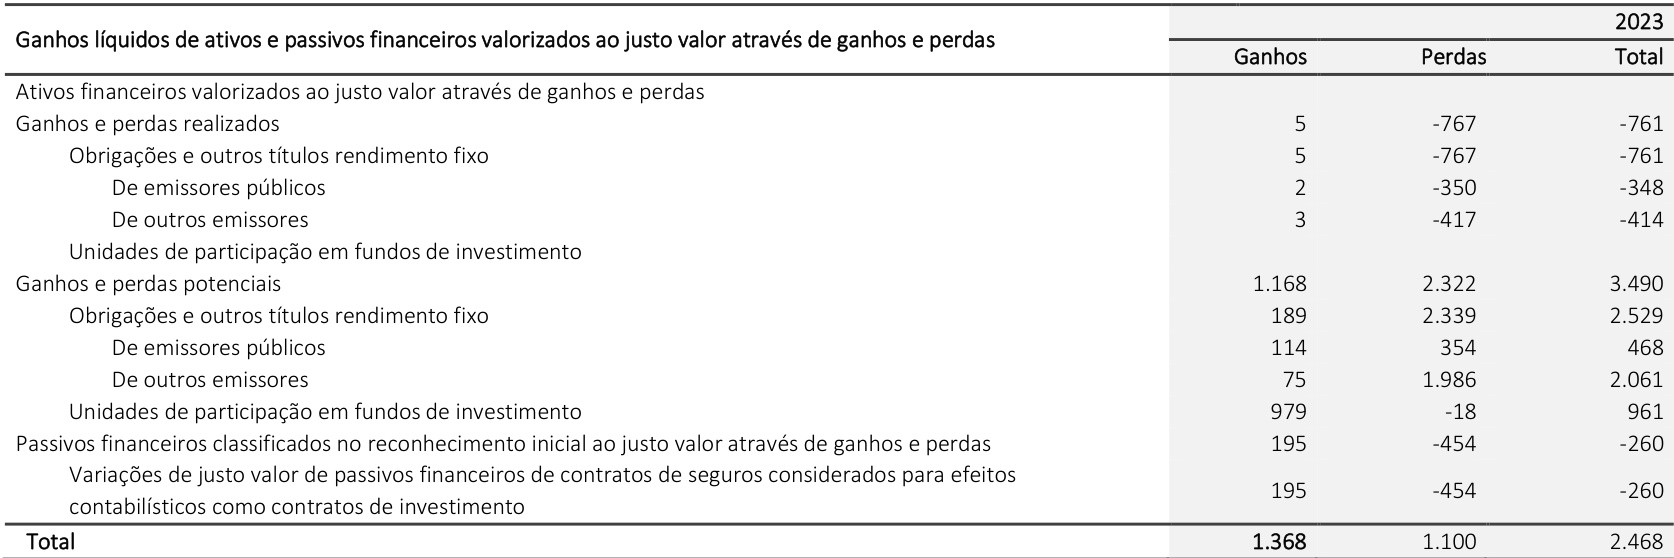 2023
Ganhos líquidos de ativos e passivos financeiros valorizados ao justo valor através de ganhos e perdas
Ganhos Perdas Total
Ativos financeiros valorizados ao justo valor através de ganhos e perdas
Ganhos e perdas realizados 5 -767 -761
Obrigações e outros títulos rendimento fixo 5 -767 -761
De emissores públicos 2 -350 -348
De outros emissores 3 -417 -414
Unidades de participação em fundos de investimento
Ganhos e perdas potenciais 1.168 2.322 3.490
Obrigações e outros títulos rendimento fixo 189 2.339 2.529
De emissores públicos 114 354 468
De outros emissores 75 1.986 2.061
Unidades de participação em fundos de investimento 979 -18 961
Passivos financeiros classificados no reconhecimento inicial ao justo valor através de ganhos e perdas 195 -454 -260
Variações de justo valor de passivos financeiros de contratos de seguros considerados para efeitos
contabilísticos como contratos de investimento 195 -454 -260
Total 1.368 1.100 2.468